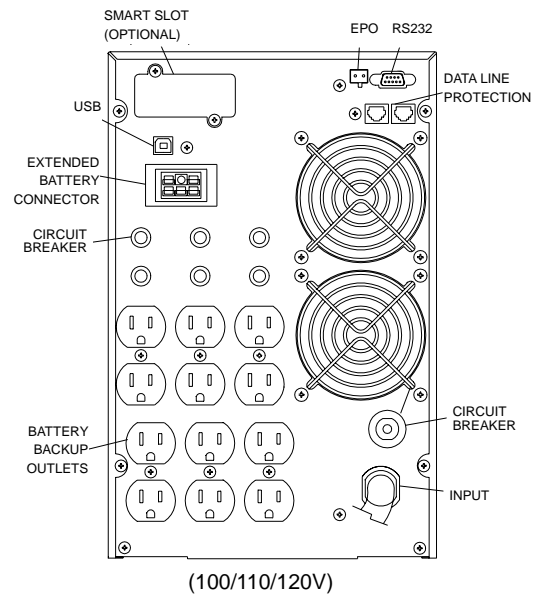 SMART SLOT
(OPTIONAL)
EPO
RS232
DATA LINE
PROTECTION
USB
EXTENDED
BATTERY
CONNECTOR
CIRCUIT
BREAKER
BATTERY
BACKUP
OUTLETS
CIRCUIT
BREAKER
INPUT
(100/110/120V)